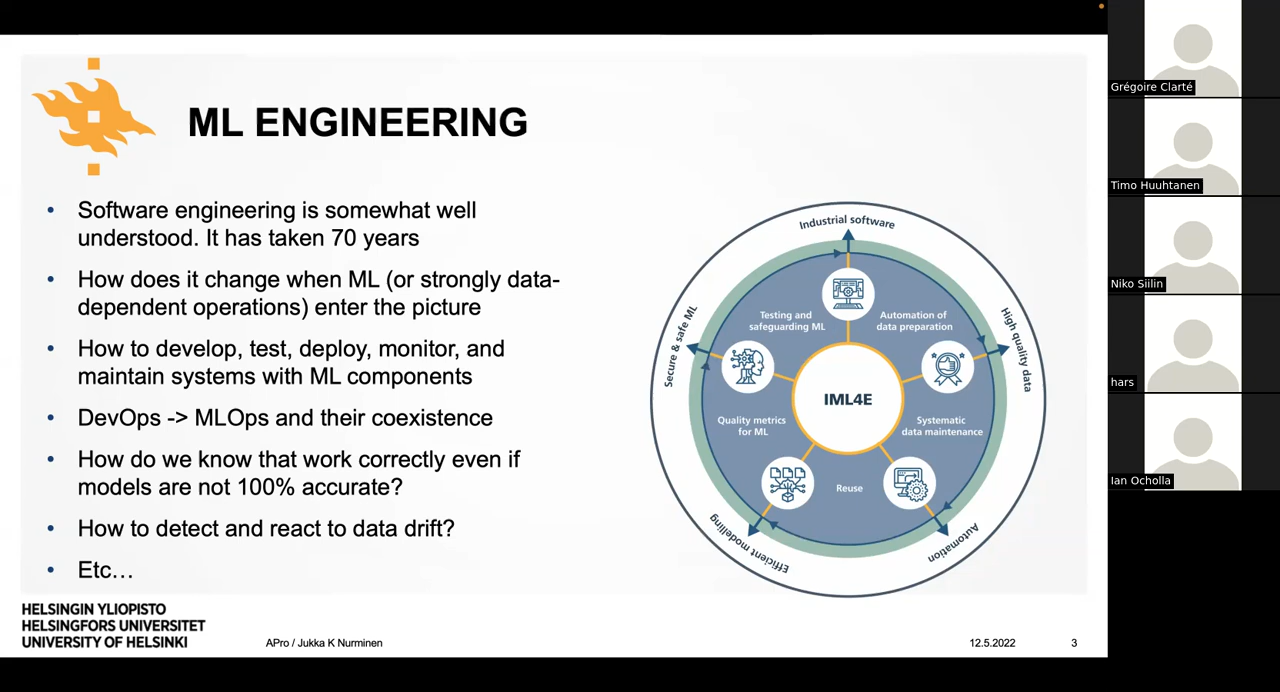 ML ENGINEERING
• Software engineering is somewhat well
understood. It has taken 70 years
• How does it change when ML (or strongly data-
dependent operations) enter the picture
• How to develop, test, deploy, monitor, and
maintain systems with ML components
• DevOps -> MLOps and their coexistence
• How do we know that work correctly even if
models are not 100% accurate?
• How to detect and react to data drift?
• Etc...
Industrial software
High quality data
Automation
Efficient modelling
Secure & safe ML
Testing and
safeguarding ML
Automation of
data preparation
IML4E
Quality metrics
for ML
Systematic
data maintenance
Reuse
HELSINGIN YLIOPISTO
HELSINGFORS UNIVERSITET
UNIVERSITY OF HELSINKI
APro / Jukka K Nurminen
12.5.2022
3
Grégoire Clarté
Timo Huuhtanen
Niko Siilin
hars
Ian Ocholla